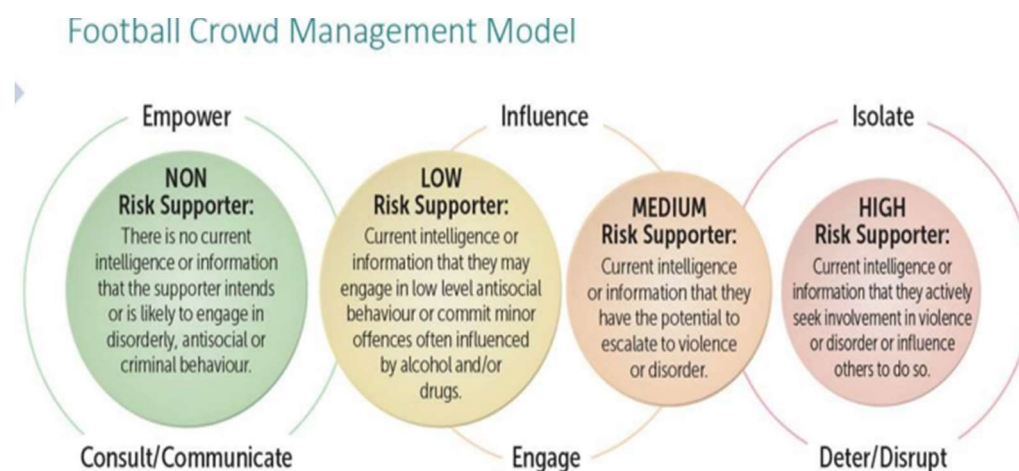 Football Crowd Management Model
Empower
Influence
Isolate
NON
Risk Supporter:
There is no current
intelligence or information
that the supporter intends
or is likely to engage in
disorderly, antisocial or
criminal behaviour.
LOW
Risk Supporter:
Current intelligence or
information that they may
engage in low level antisocial
behaviour or commit minor
offences often influenced
by alcohol and/or
drugs.
MEDIUM
Risk Supporter:
Current intelligence
or information that they
have the potential to
escalate to violence
or disorder.
HIGH
Risk Supporter:
Current intelligence or
information that they actively
seek involvement in violence
or disorder or influence
others to do so.
Consult/Communicate
Engage
Deter/Disrupt